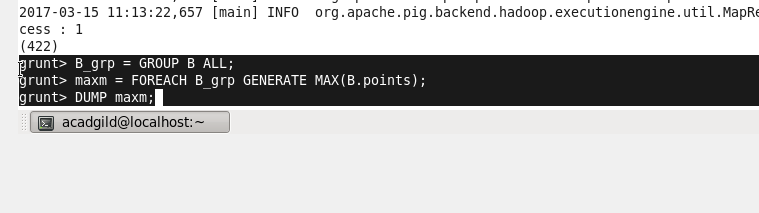 2017-03-15 11:13:22,657 [main] INFO  org.apache.pig.backend.hadoop.executionengine.util.MapRe
cess : 1
(422)
grunt> B_grp = GROUP B ALL;
grunt> maxm = FOREACH B_grp GENERATE MAX(B.points);
grunt> DUMP maxm;
acadgild@localhost:~